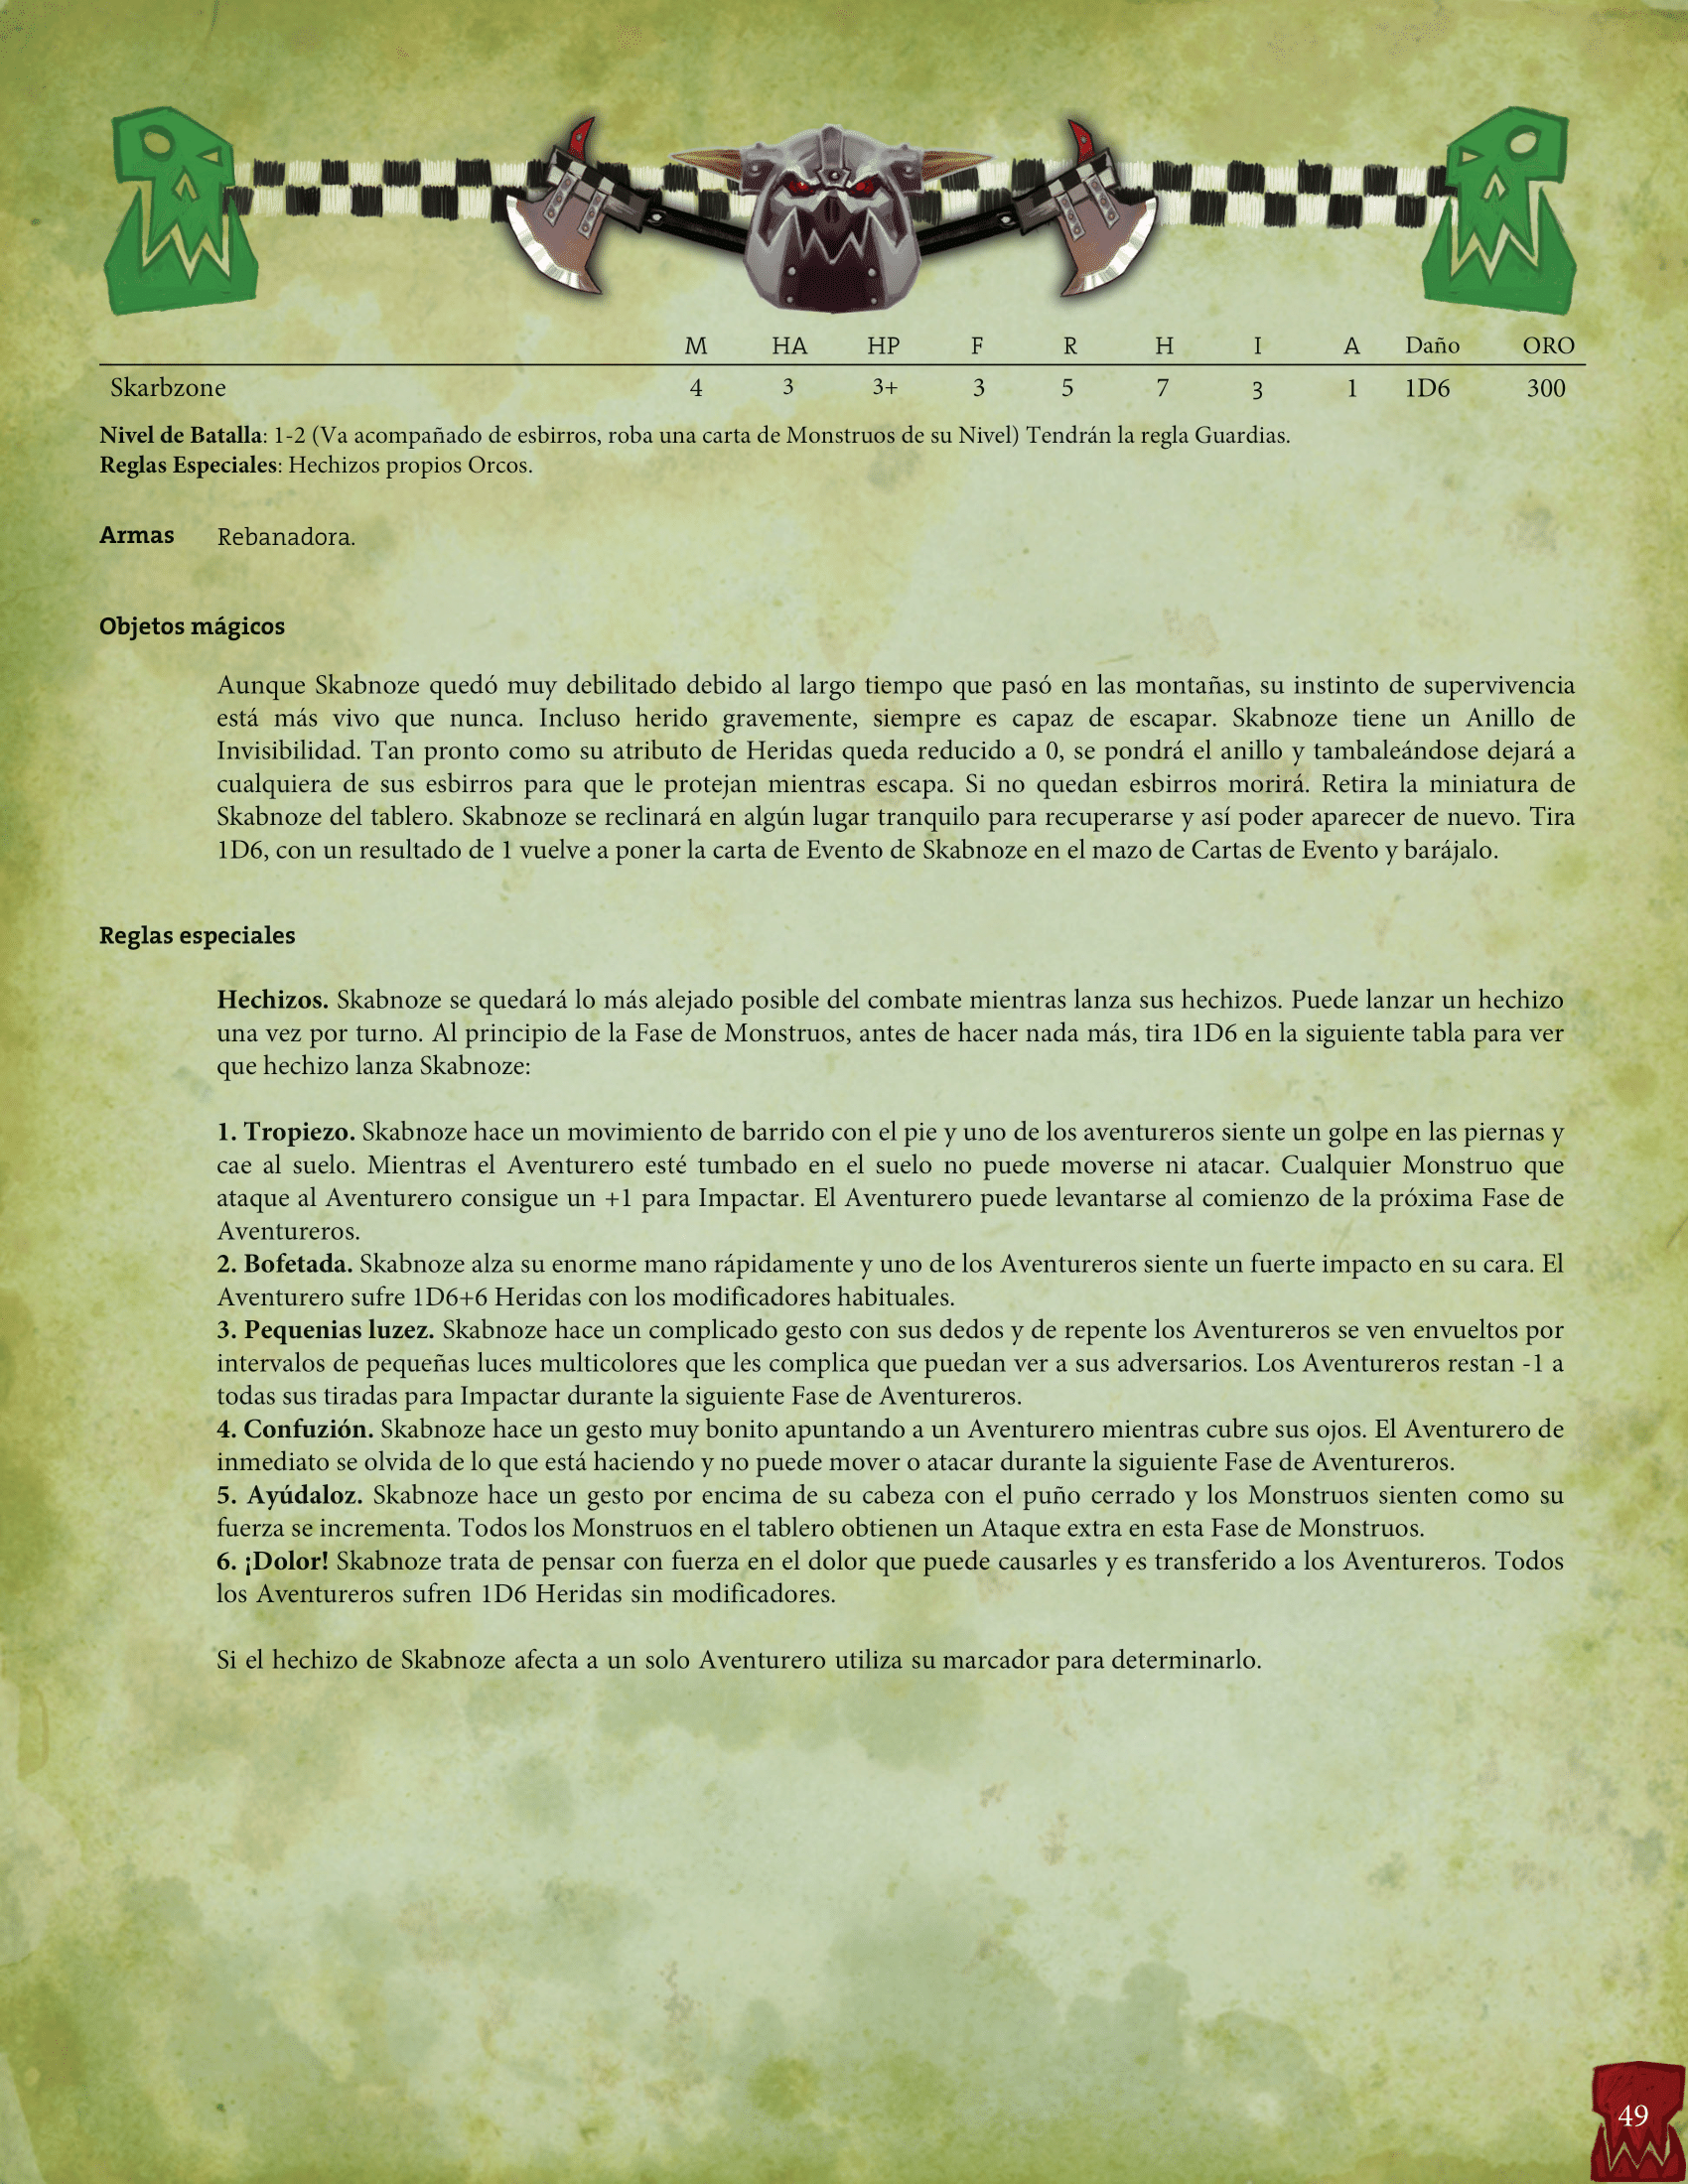 M HA HP F R H I A Daño ORO
Skarbzone 4 3 3+ 3 5 7 3 1 1D6 300
Nivel de Batalla: 1-2 (Va acompañado de esbirros, roba una carta de Monstruos de su Nivel) Tendrán la regla Guardias.
Reglas Especiales: Hechizos propios Orcos.
Armas Rebanadora.
Objetos mágicos
Aunque Skabnoze quedó muy debilitado debido al largo tiempo que pasó en las montañas, su instinto de supervivencia
está más vivo que nunca. Incluso herido gravemente, siempre es capaz de escapar. Skabnoze tiene un Anillo de
Invisibilidad. Tan pronto como su atributo de Heridas queda reducido a 0, se pondrá el anillo y tambaleándose dejará a
cualquiera de sus esbirros para que le protejan mientras escapa. Si no quedan esbirros morirá. Retira la miniatura de
Skabnoze del tablero. Skabnoze se reclinará en algún lugar tranquilo para recuperarse y así poder aparecer de nuevo. Tira
1D6, con un resultado de 1 vuelve a poner la carta de Evento de Skabnoze en el mazo de Cartas de Evento y barájalo.
Reglas especiales
Hechizos. Skabnoze se quedará lo más alejado posible del combate mientras lanza sus hechizos. Puede lanzar un hechizo
una vez por turno. Al principio de la Fase de Monstruos, antes de hacer nada más, tira 1D6 en la siguiente tabla para ver
que hechizo lanza Skabnoze:
1. Tropiezo. Skabnoze hace un movimiento de barrido con el pie y uno de los aventureros siente un golpe en las piernas y
cae al suelo. Mientras el Aventurero esté tumbado en el suelo no puede moverse ni atacar. Cualquier Monstruo que
ataque al Aventurero consigue un +1 para Impactar. El Aventurero puede levantarse al comienzo de la próxima Fase de
Aventureros.
2. Bofetada. Skabnoze alza su enorme mano rápidamente y uno de los Aventureros siente un fuerte impacto en su cara. El
Aventurero sufre 1D6+6 Heridas con los modificadores habituales.
3. Pequenias luzez. Skabnoze hace un complicado gesto con sus dedos y de repente los Aventureros se ven envueltos por
intervalos de pequeñas luces multicolores que les complica que puedan ver a sus adversarios. Los Aventureros restan -1 a
todas sus tiradas para Impactar durante la siguiente Fase de Aventureros.
4. Confuzión. Skabnoze hace un gesto muy bonito apuntando a un Aventurero mientras cubre sus ojos. El Aventurero de
inmediato se olvida de lo que está haciendo y no puede mover o atacar durante la siguiente Fase de Aventureros.
5. Ayúdaloz. Skabnoze hace un gesto por encima de su cabeza con el puño cerrado y los Monstruos sienten como su
fuerza se incrementa. Todos los Monstruos en el tablero obtienen un Ataque extra en esta Fase de Monstruos.
6. ¡Dolor! Skabnoze trata de pensar con fuerza en el dolor que puede causarles y es transferido a los Aventureros. Todos
los Aventureros sufren 1D6 Heridas sin modificadores.
Si el hechizo de Skabnoze afecta a un solo Aventurero utiliza su marcador para determinarlo.
49